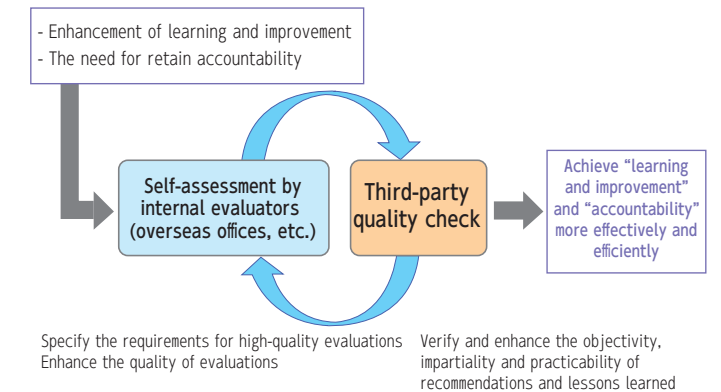 - Enhancement of learning and improvement
- The need for retain accountability
Self-assessment by
internal evaluators
(overseas offices, etc.)
Third-party
quality check
Achieve “learning
and improvement”
and “accountability”
more effectively and
efficiently
Specify the requirements for high-quality evaluations
Enhance the quality of evaluations
Verify and enhance the objectivity,
impartiality and practicability of
recommendations and lessons learned